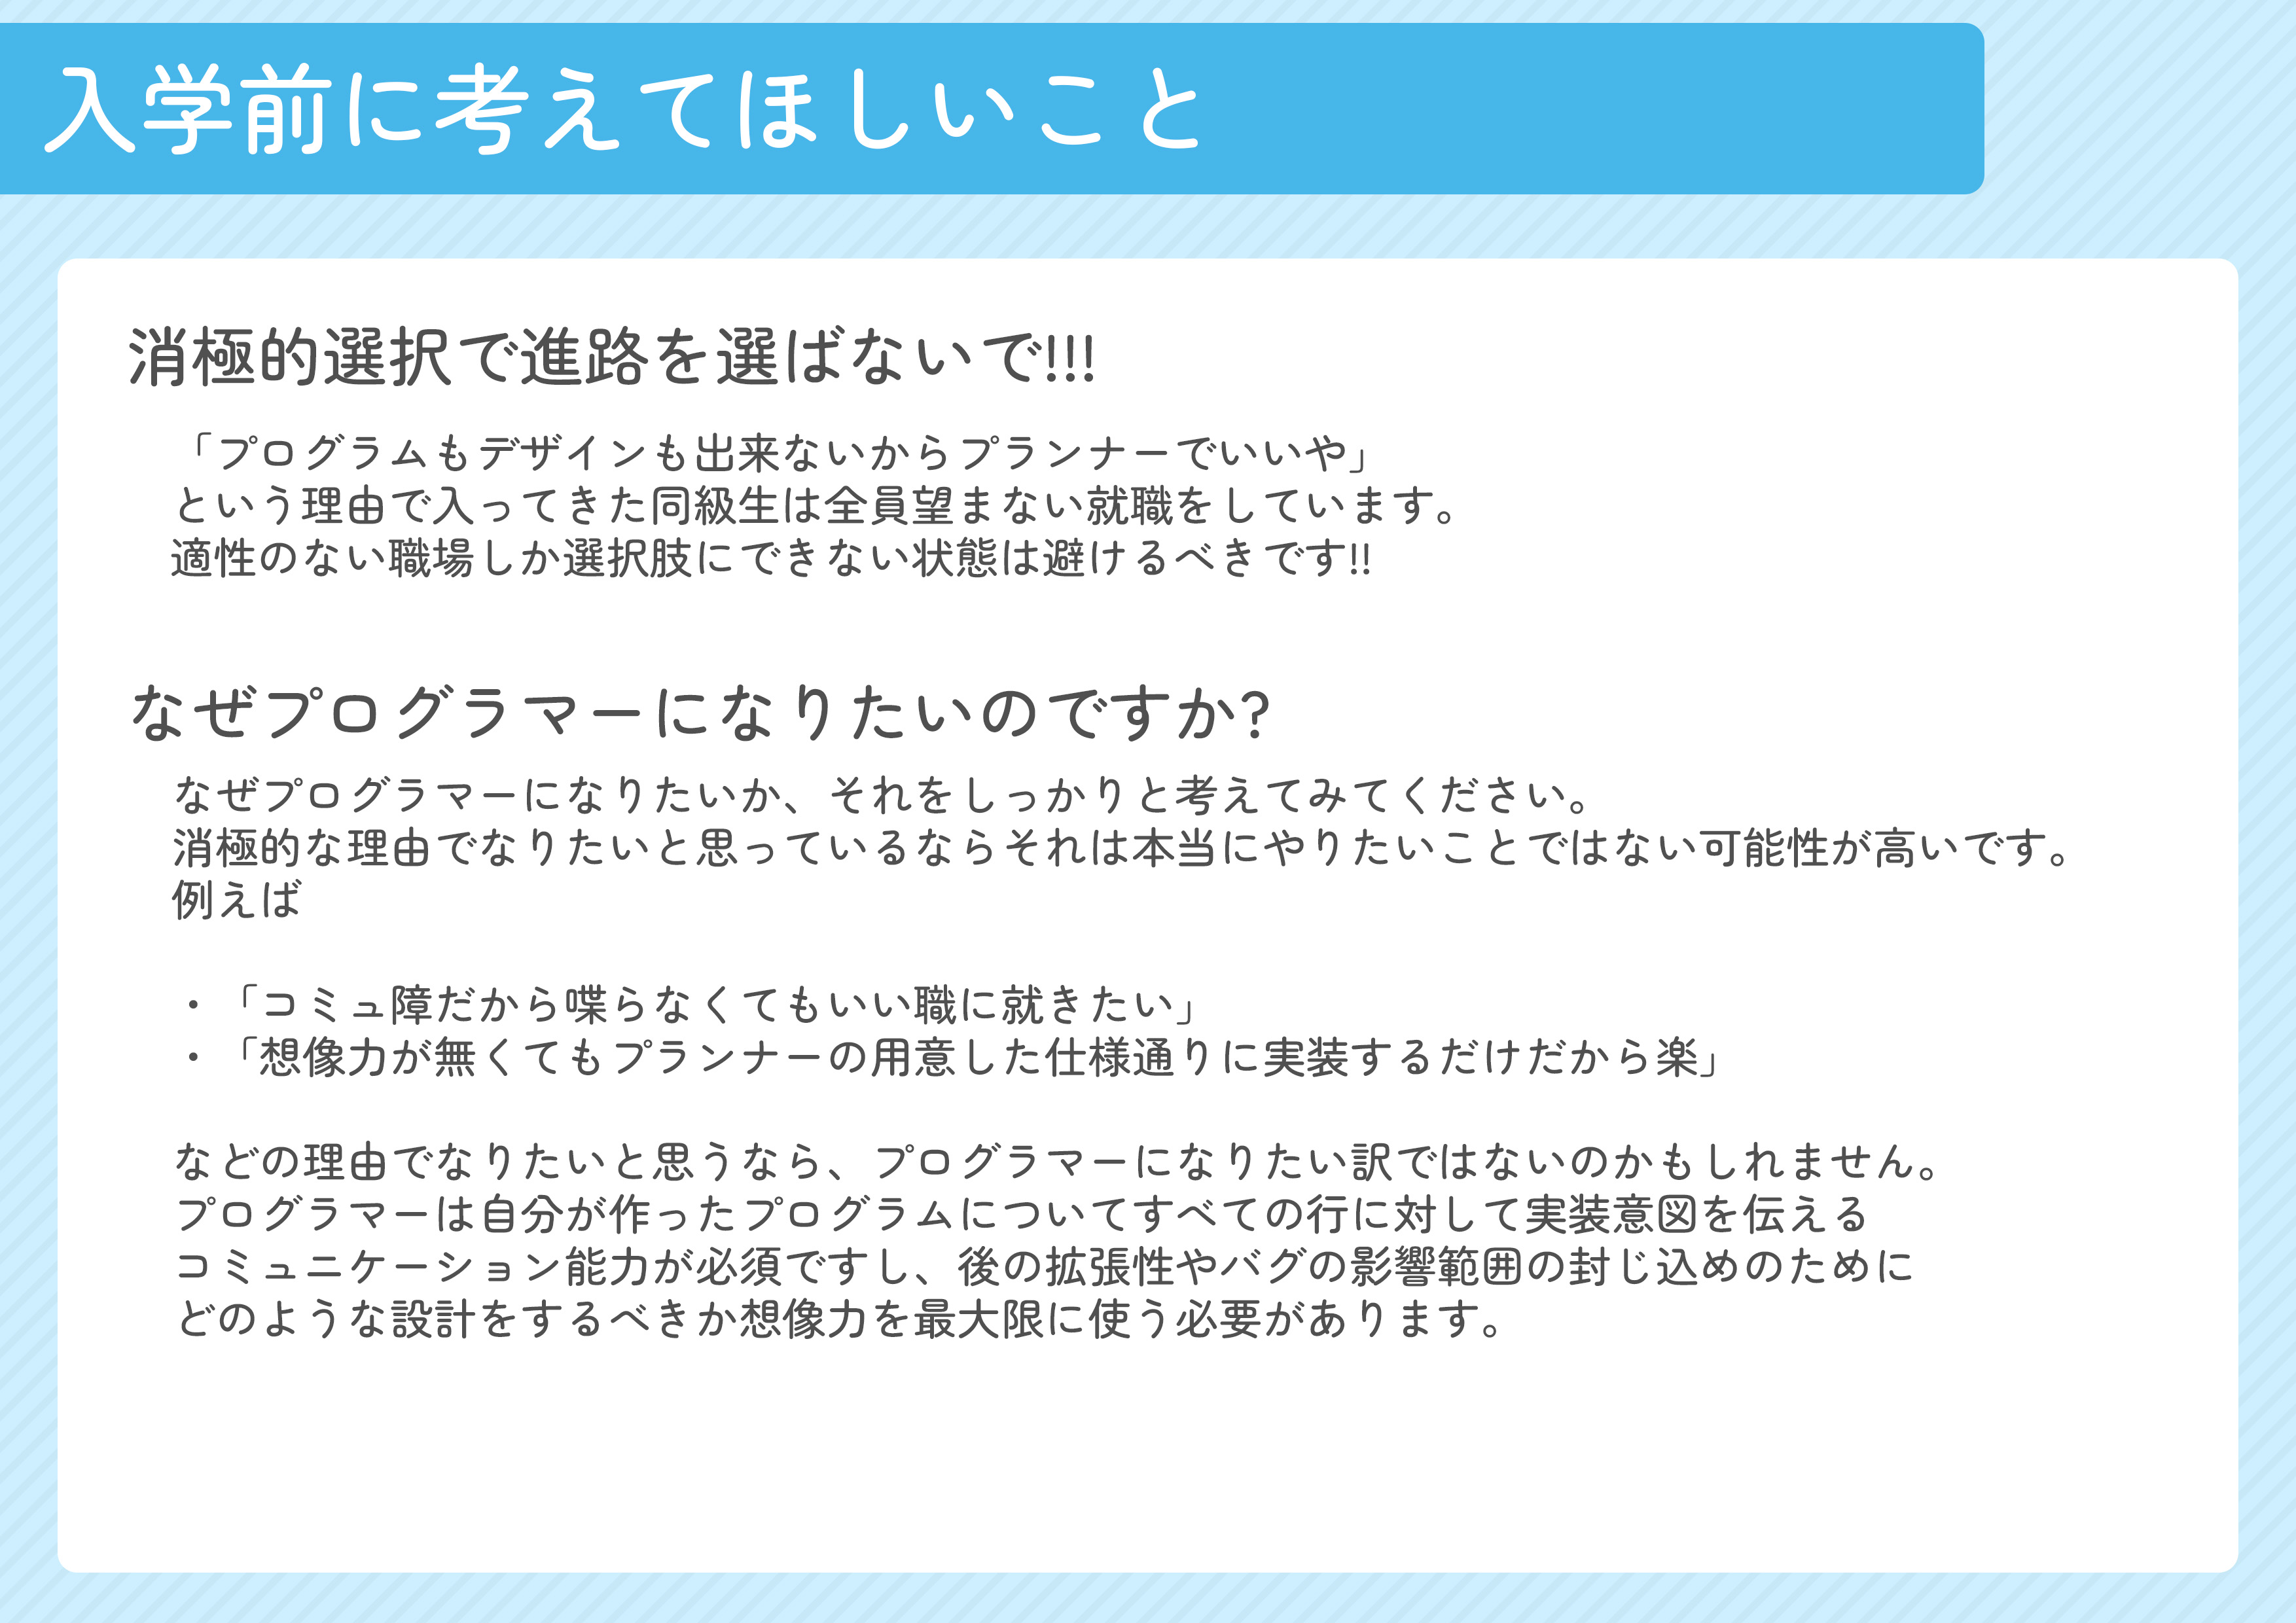 入学前に考えてほしいこと
消極的選択で進路を選ばないで!!!
「プログラムもデザインも出来ないからプランナーでいいや」
という理由で入ってきた同級生は全員望まない就職をしています。
適性のない職場しか選択肢にできない状態は避けるべきです!!
なぜプログラマーになりたいのですか?
なぜプログラマーになりたいか、それをしっかりと考えてみてください。
消極的な理由でなりたいと思っているならそれは本当にやりたいことではない可能性が高いです。
例えば
・「コミュ障だから喋らなくてもいい職に就きたい」
・「想像力が無くてもプランナーの用意した仕様通りに実装するだけだから楽」
などの理由でなりたいと思うなら、プログラマーになりたい訳ではないのかもしれません。
プログラマーは自分が作ったプログラムについてすべての行に対して実装意図を伝える
コミュニケーション能力が必須ですし、後の拡張性やバグの影響範囲の封じ込めのために
どのような設計をするべきか想像力を最大限に使う必要があります。